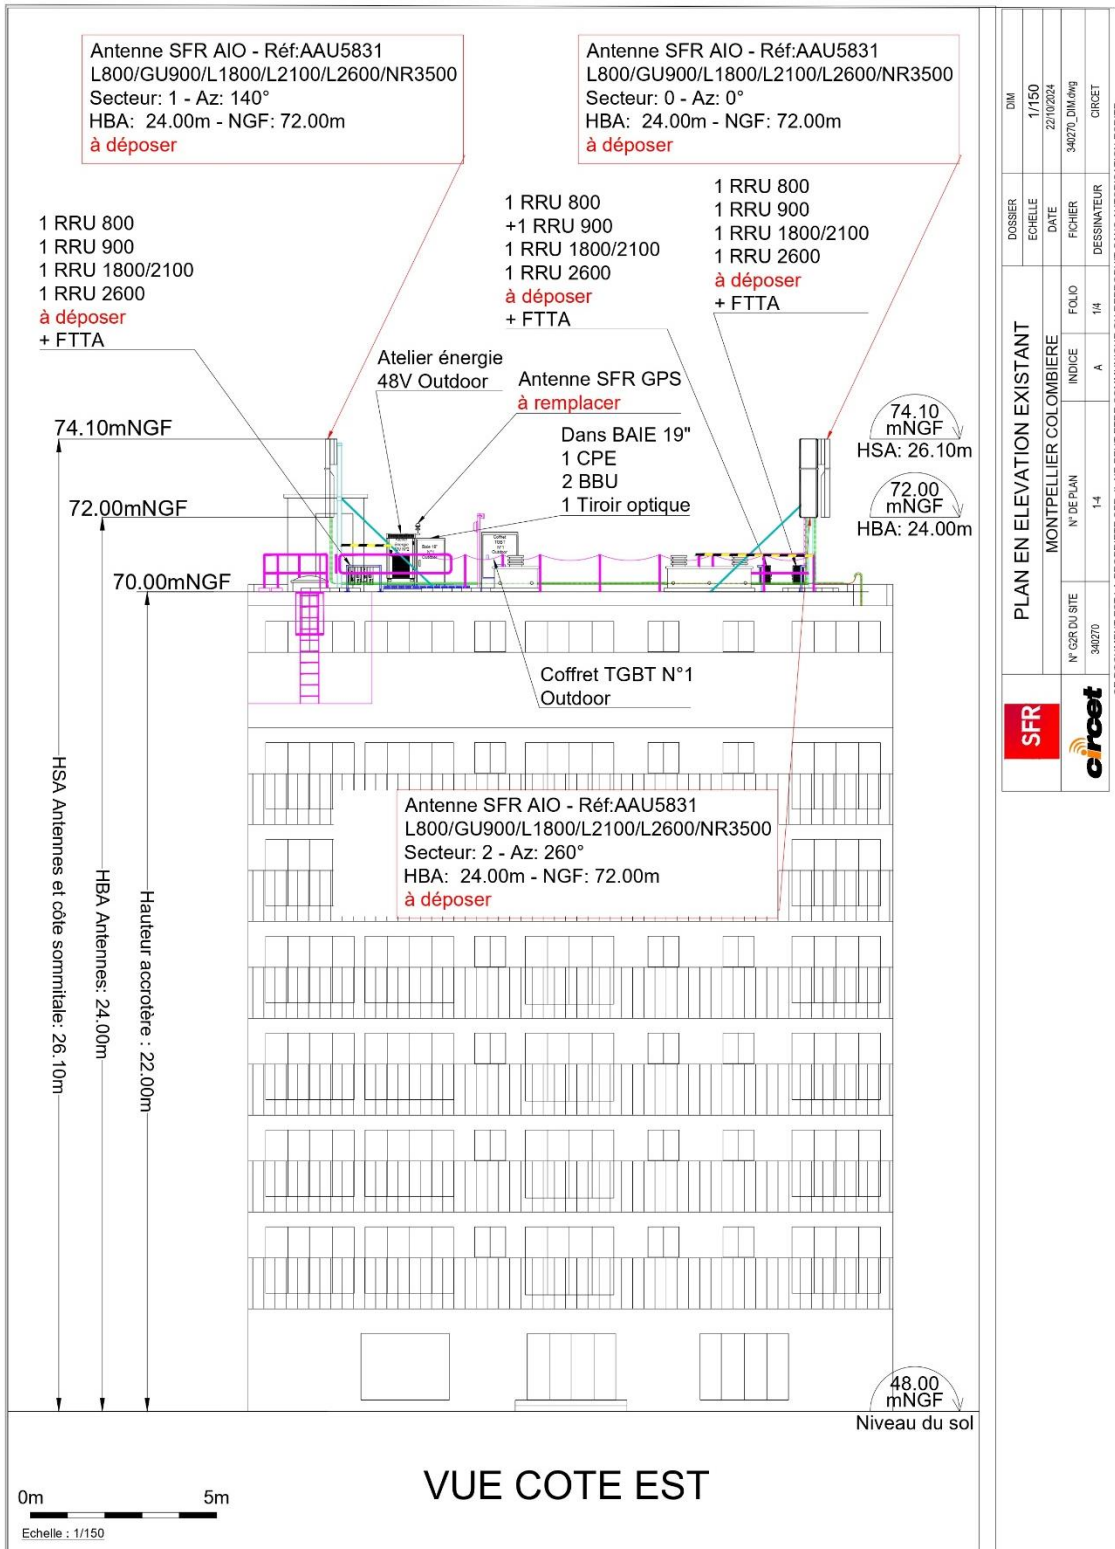 Antenne SFR AIO - Réf:AAU5831
L800/GU900/L1800/L2100/L2600/NR3500
Secteur: 1 - Az: 140°
HBA:  24.00m - NGF: 72.00m
à déposer
Antenne SFR AIO - Réf:AAU5831
L800/GU900/L1800/L2100/L2600/NR3500
Secteur: 0 - Az: 0°
HBA:  24.00m - NGF: 72.00m
à déposer
1 RRU 800
1 RRU 900
1 RRU 1800/2100
1 RRU 2600
à déposer
+ FTTA
1 RRU 800
+1 RRU 900
1 RRU 1800/2100
1 RRU 2600
à déposer
+ FTTA
1 RRU 800
1 RRU 900
1 RRU 1800/2100
1 RRU 2600
à déposer
+ FTTA
Atelier énergie
48V Outdoor
Antenne SFR GPS
à remplacer
Dans BAIE 19"
1 CPE
2 BBU
1 Tiroir optique
74.10mNGF
72.00mNGF
70.00mNGF
74.10
mNGF
HSA: 26.10m
72.00
mNGF
HBA: 24.00m
Coffret TGBT N°1
Outdoor
Antenne SFR AIO - Réf:AAU5831
L800/GU900/L1800/L2100/L2600/NR3500
Secteur: 2 - Az: 260°
HBA:  24.00m - NGF: 72.00m
à déposer
HSA Antennes et côte sommitale: 26.10m
HBA Antennes: 24.00m
Hauteur accrotère : 22.00m
48.00
mNGF
Niveau du sol
VUE COTE EST
0m 5m
Echelle : 1/150
SFR
circet
PLAN EN ELEVATION EXISTANT
MONTPELLIER COLOMBIERE
N° G2R DU SITE N° DE PLAN INDICE FOLIO
340270 1-4 A 1/4
DOSSIER DIM
ECHELLE 1/150
DATE 22/10/2024
FICHIER 340270_DIM.dwg
DESSINATEUR CIRCET